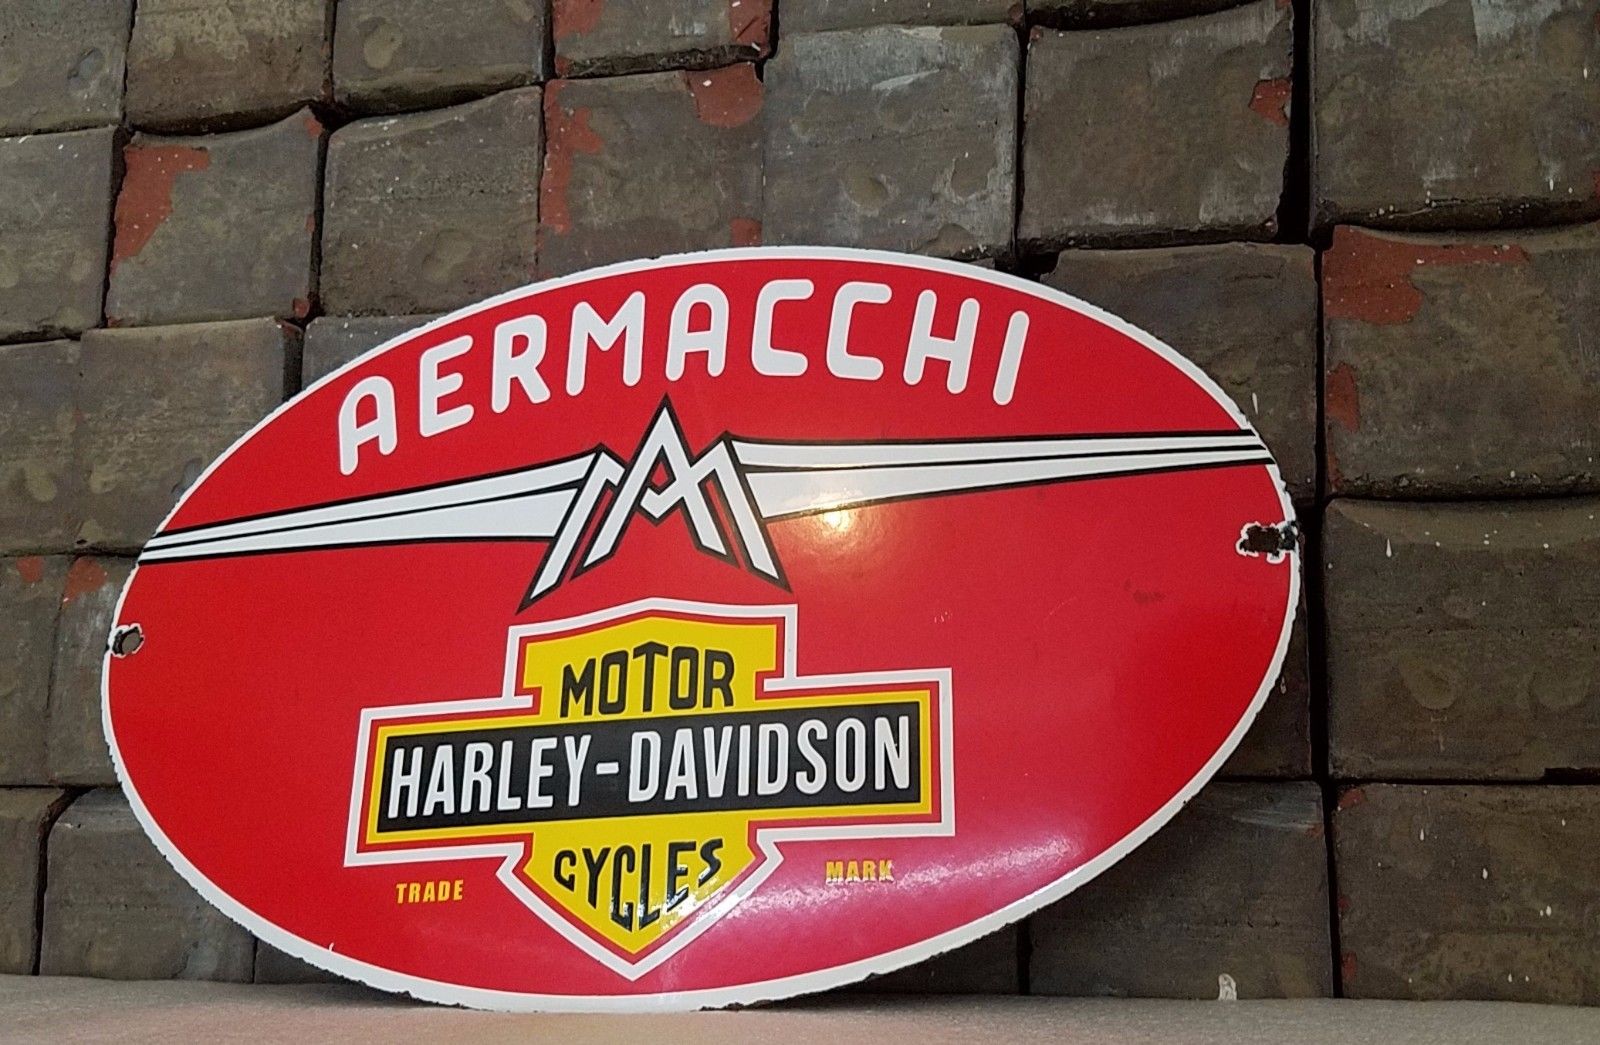 AERMACCHI
MOTOR
HARLEY-DAVIDSON
CYCLES
TRADE MARK